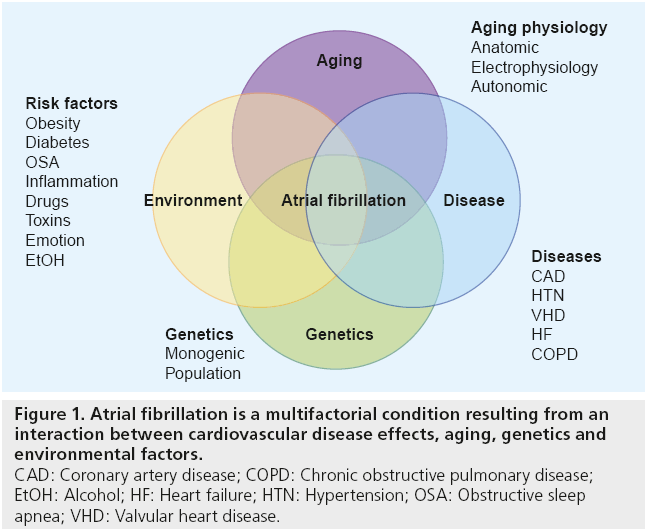 Aging physiology
Anatomic
Electrophysiology
Autonomic
Aging
Risk factors
Obesity
Diabetes
OSA
Inflammation
Drugs
Toxins
Emotion
EtOH
Environment
Atrial fibrillation
Disease
Diseases
CAD
HTN
VHD
HF
COPD
Genetics
Monogenic
Population
Genetics
Figure 1. Atrial fibrillation is a multifactorial condition resulting from an
interaction between cardiovascular disease effects, aging, genetics and
environmental factors.
CAD: Coronary artery disease; COPD: Chronic obstructive pulmonary disease;
EtOH: Alcohol; HF: Heart failure; HTN: Hypertension; OSA: Obstructive sleep
apnea; VHD: Valvular heart disease.